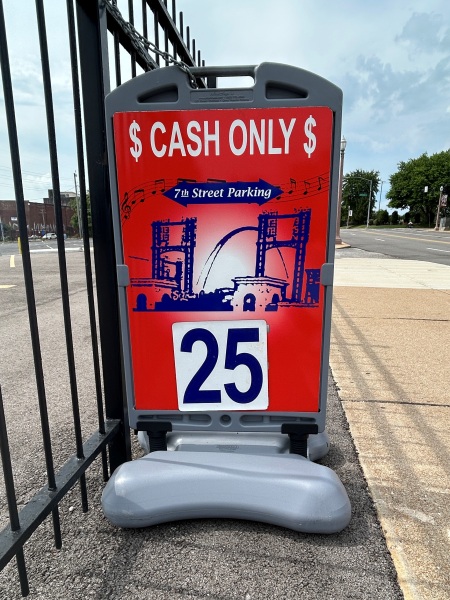 $ CASH ONLY $
7th Street Parking
25